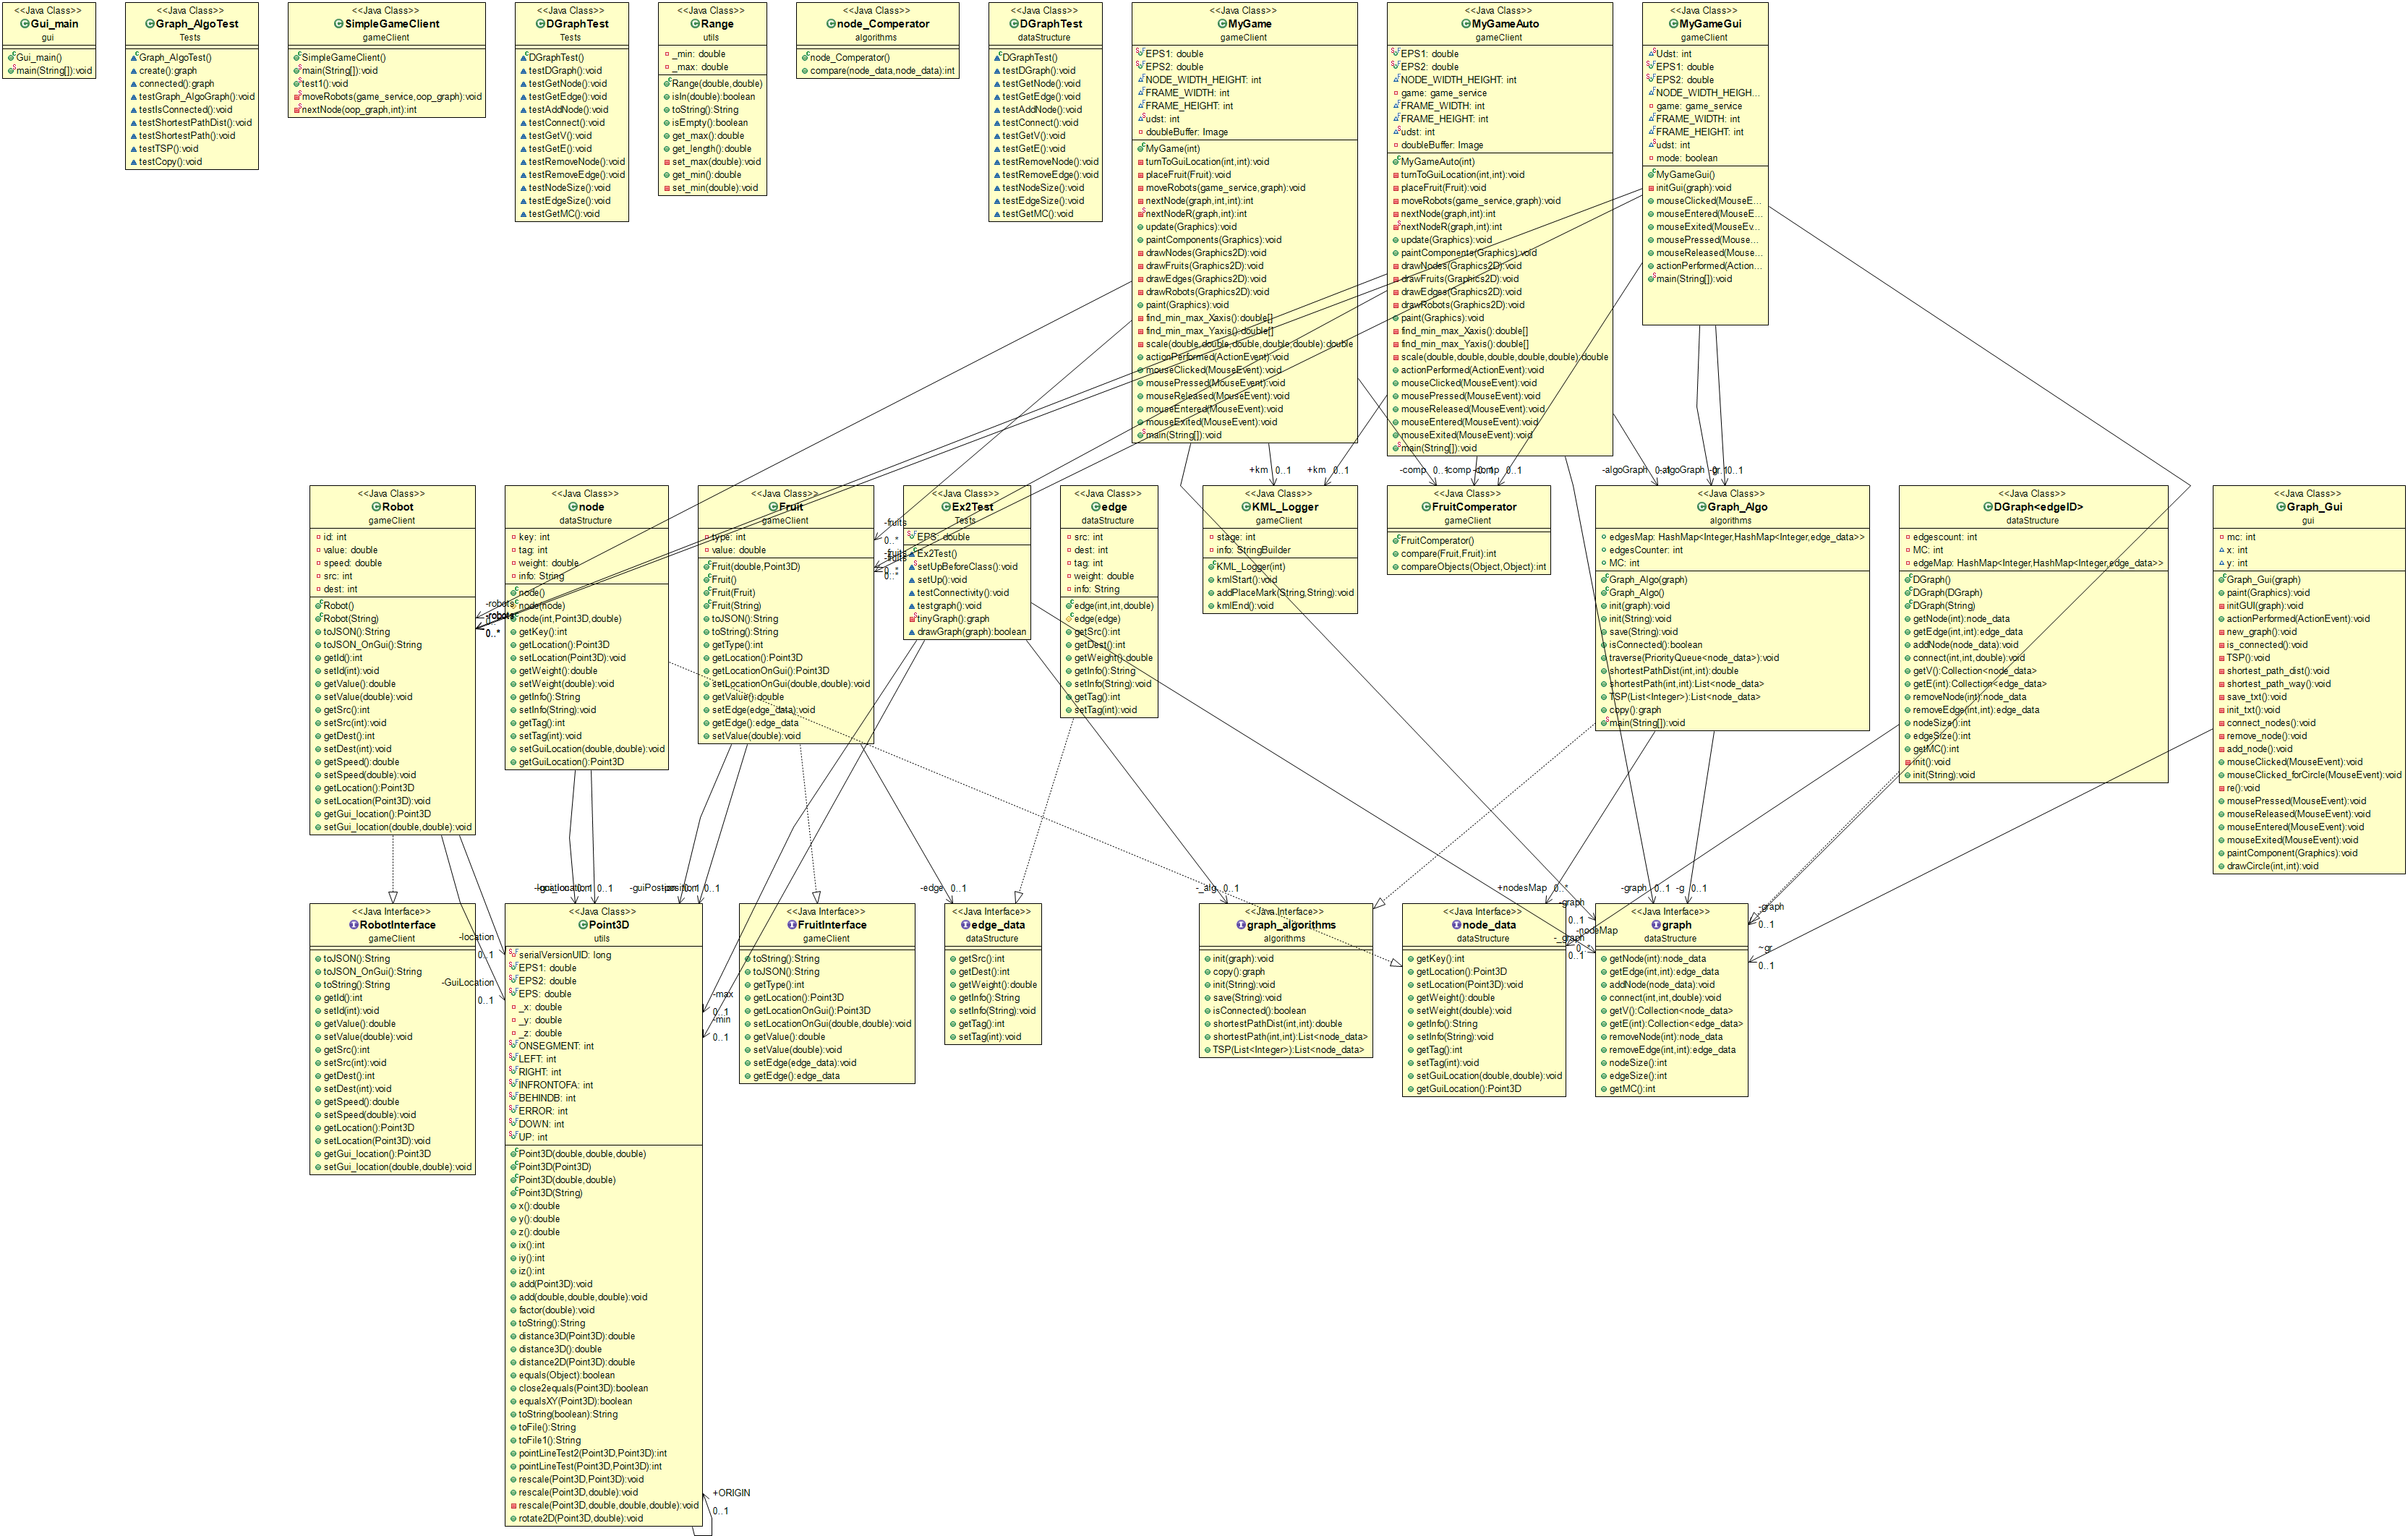 <<Java Class>>
Gui_main
gui
Gui_main()
main(String[]):void
<<Java Class>>
Graph_AlgoTest
Tests
Graph_AlgoTest()
create():graph
connected():graph
testGraph_AlgoGraph():void
testIsConnected():void
testShortestPathDist():void
testShortestPath():void
testTSP():void
testCopy():void
<<Java Class>>
SimpleGameClient
gameClient
SimpleGameClient()
main(String[]):void
test1():void
moveRobots(game_service,oop_graph):void
nextNode(oop_graph,int):int
<<Java Class>>
DGraphTest
Tests
DGraphTest()
testDGraph():void
testGetNode():void
testGetEdge():void
testAddNode():void
testConnect():void
testGetV():void
testGetE():void
testRemoveNode():void
testRemoveEdge():void
testNodeSize():void
testEdgeSize():void
testGetMC():void
<<Java Class>>
Range
utils
_min: double
_max: double
Range(double,double)
isIn(double):boolean
toString():String
isEmpty():boolean
get_max():double
get_length():double
set_max(double):void
get_min():double
set_min(double):void
<<Java Class>>
node_Comperator
algorithms
node_Comperator()
compare(node_data,node_data):int
<<Java Class>>
DGraphTest
dataStructure
DGraphTest()
testDGraph():void
testGetNode():void
testGetEdge():void
testAddNode():void
testConnect():void
testGetV():void
testGetE():void
testRemoveNode():void
testRemoveEdge():void
testNodeSize():void
testEdgeSize():void
testGetMC():void
<<Java Class>>
MyGame
gameClient
EPS1: double
EPS2: double
NODE_WIDTH_HEIGHT: int
FRAME_WIDTH: int
FRAME_HEIGHT: int
udst: int
doubleBuffer: Image
MyGame(int)
turnToGuiLocation(int,int):void
placeFruit(Fruit):void
moveRobots(game_service,graph):void
nextNode(graph,int,int):int
nextNodeR(graph,int):int
update(Graphics):void
paintComponents(Graphics):void
drawNodes(Graphics2D):void
drawFruits(Graphics2D):void
drawEdges(Graphics2D):void
drawRobots(Graphics2D):void
paint(Graphics):void
find_min_max_Xaxis():double[]
find_min_max_Yaxis():double[]
scale(double,double,double,double,double):double
actionPerformed(ActionEvent):void
mouseClicked(MouseEvent):void
mousePressed(MouseEvent):void
mouseReleased(MouseEvent):void
mouseEntered(MouseEvent):void
mouseExited(MouseEvent):void
main(String[]):void
<<Java Class>>
MyGameAuto
gameClient
EPS1: double
EPS2: double
NODE_WIDTH_HEIGHT: int
game: game_service
FRAME_WIDTH: int
FRAME_HEIGHT: int
udst: int
doubleBuffer: Image
MyGameAuto(int)
turnToGuiLocation(int,int):void
placeFruit(Fruit):void
moveRobots(game_service,graph):void
nextNode(graph,int):int
nextNodeR(graph,int):int
update(Graphics):void
paintComponents(Graphics):void
drawNodes(Graphics2D):void
drawFruits(Graphics2D):void
drawEdges(Graphics2D):void
drawRobots(Graphics2D):void
paint(Graphics):void
find_min_max_Xaxis():double[]
find_min_max_Yaxis():double[]
scale(double,double,double,double,double):double
actionPerformed(ActionEvent):void
mouseClicked(MouseEvent):void
mousePressed(MouseEvent):void
mouseReleased(MouseEvent):void
mouseEntered(MouseEvent):void
mouseExited(MouseEvent):void
main(String[]):void
<<Java Class>>
MyGameGui
gameClient
Udst: int
EPS1: double
EPS2: double
NODE_WIDTH_HEIGH...
game: game_service
FRAME_WIDTH: int
FRAME_HEIGHT: int
udst: int
mode: boolean
MyGameGui()
initGui(graph):void
mouseClicked(MouseE...
mouseEntered(MouseE...
mouseExited(MouseEv...
mousePressed(Mouse...
mouseReleased(Mouse...
actionPerformed(Action...
main(String[]):void
+km 0..1
+km 0..1
-comp 0..1
-comp
-comp 0..1
-algoGraph 0..1
-algoGraph 0..1
-gr 0..1
<<Java Class>>
Robot
gameClient
id: int
value: double
speed: double
src: int
dest: int
Robot()
Robot(String)
toJSON():String
toJSON_OnGui():String
getId():int
setId(int):void
getValue():double
setValue(double):void
getSrc():int
setSrc(int):void
getDest():int
setDest(int):void
getSpeed():double
setSpeed(double):void
getLocation():Point3D
setLocation(Point3D):void
getGui_location():Point3D
setGui_location(double,double):void
-robots
-robots
0..*
<<Java Class>>
node
dataStructure
key: int
tag: int
weight: double
info: String
node()
node(node)
node(int,Point3D,double)
getKey():int
getLocation():Point3D
setLocation(Point3D):void
getWeight():double
setWeight(double):void
getInfo():String
setInfo(String):void
getTag():int
setTag(int):void
setGuiLocation(double,double):void
getGuiLocation():Point3D
<<Java Class>>
Fruit
gameClient
type: int
value: double
Fruit(double,Point3D)
Fruit()
Fruit(Fruit)
Fruit(String)
toJSON():String
toString():String
getType():int
getLocation():Point3D
getLocationOnGui():Point3D
setLocationOnGui(double,double):void
getValue():double
setEdge(edge_data):void
getEdge():edge_data
setValue(double):void
-fruits
0..*
-fruits
-fruits
0..*
<<Java Class>>
Ex2Test
Tests
EPS: double
Ex2Test()
setUpBeforeClass():void
setUp():void
testConnectivity():void
testgraph():void
tinyGraph():graph
drawGraph(graph):boolean
<<Java Class>>
edge
dataStructure
src: int
dest: int
tag: int
weight: double
info: String
edge(int,int,double)
edge(edge)
getSrc():int
getDest():int
getWeight():double
getInfo():String
setInfo(String):void
getTag():int
setTag(int):void
<<Java Class>>
KML_Logger
gameClient
stage: int
info: StringBuilder
KML_Logger(int)
kmlStart():void
addPlaceMark(String,String):void
kmlEnd():void
<<Java Class>>
FruitComperator
gameClient
FruitComperator()
compare(Fruit,Fruit):int
compareObjects(Object,Object):int
<<Java Class>>
Graph_Algo
algorithms
edgesMap: HashMap<Integer,HashMap<Integer,edge_data>>
edgesCounter: int
MC: int
Graph_Algo(graph)
Graph_Algo()
init(graph):void
init(String):void
save(String):void
isConnected():boolean
traverse(PriorityQueue<node_data>):void
shortestPathDist(int,int):double
shortestPath(int,int):List<node_data>
TSP(List<Integer>):List<node_data>
copy():graph
main(String[]):void
<<Java Class>>
DGraph<edgeID>
dataStructure
edgescount: int
MC: int
edgeMap: HashMap<Integer,HashMap<Integer,edge_data>>
DGraph()
DGraph(DGraph)
DGraph(String)
getNode(int):node_data
getEdge(int,int):edge_data
addNode(node_data):void
connect(int,int,double):void
getV():Collection<node_data>
getE(int):Collection<edge_data>
removeNode(int):node_data
removeEdge(int,int):edge_data
nodeSize():int
edgeSize():int
getMC():int
init():void
init(String):void
<<Java Class>>
Graph_Gui
gui
mc: int
x: int
y: int
Graph_Gui(graph)
paint(Graphics):void
initGUI(graph):void
actionPerformed(ActionEvent):void
new_graph():void
is_connected():void
TSP():void
shortest_path_dist():void
shortest_path_way():void
save_txt():void
init_txt():void
connect_nodes():void
remove_node():void
add_node():void
mouseClicked(MouseEvent):void
mouseClicked_forCircle(MouseEvent):void
re():void
mousePressed(MouseEvent):void
mouseReleased(MouseEvent):void
mouseEntered(MouseEvent):void
mouseExited(MouseEvent):void
paintComponent(Graphics):void
drawCircle(int,int):void
0..1
0..1
0..1
-edge 0..1
-_alg 0..1
+nodesMap 0..*
-graph 0..1
-g 0..1
<<Java Interface>>
RobotInterface
gameClient
toJSON():String
toJSON_OnGui():String
toString():String
getId():int
setId(int):void
getValue():double
setValue(double):void
getSrc():int
setSrc(int):void
getDest():int
setDest(int):void
getSpeed():double
setSpeed(double):void
getLocation():Point3D
setLocation(Point3D):void
getGui_location():Point3D
setGui_location(double,double):void
-location
0..1
-GuiLocation
0..1
<<Java Class>>
Point3D
utils
serialVersionUID: long
EPS1: double
EPS2: double
EPS: double
_x: double
_y: double
_z: double
ONSEGMENT: int
LEFT: int
RIGHT: int
INFRONTOFA: int
BEHINDB: int
ERROR: int
DOWN: int
UP: int
Point3D(double,double,double)
Point3D(Point3D)
Point3D(double,double)
Point3D(String)
x():double
y():double
z():double
ix():int
iy():int
iz():int
add(Point3D):void
add(double,double,double):void
factor(double):void
toString():String
distance3D(Point3D):double
distance3D():double
distance2D(Point3D):double
equals(Object):boolean
close2equals(Point3D):boolean
equalsXY(Point3D):boolean
toString(boolean):String
toFile():String
toFile1():String
pointLineTest2(Point3D,Point3D):int
pointLineTest(Point3D,Point3D):int
rescale(Point3D,Point3D):void
rescale(Point3D,double):void
rescale(Point3D,double,double,double):void
rotate2D(Point3D,double):void
-max
0..1
-min
0..1
+ORIGIN
0..1
<<Java Interface>>
FruitInterface
gameClient
toString():String
toJSON():String
getType():int
getLocation():Point3D
getLocationOnGui():Point3D
setLocationOnGui(double,double):void
getValue():double
setValue(double):void
setEdge(edge_data):void
getEdge():edge_data
<<Java Interface>>
edge_data
dataStructure
getSrc():int
getDest():int
getWeight():double
getInfo():String
setInfo(String):void
getTag():int
setTag(int):void
<<Java Interface>>
graph_algorithms
algorithms
init(graph):void
copy():graph
init(String):void
save(String):void
isConnected():boolean
shortestPathDist(int,int):double
shortestPath(int,int):List<node_data>
TSP(List<Integer>):List<node_data>
<<Java Interface>>
node_data
dataStructure
getKey():int
getLocation():Point3D
setLocation(Point3D):void
getWeight():double
setWeight(double):void
getInfo():String
setInfo(String):void
getTag():int
setTag(int):void
setGuiLocation(double,double):void
getGuiLocation():Point3D
-graph
0..1
-nodeMap
-_graph
0..*
0..1
<<Java Interface>>
graph
dataStructure
getNode(int):node_data
getEdge(int,int):edge_data
addNode(node_data):void
connect(int,int,double):void
getV():Collection<node_data>
getE(int):Collection<edge_data>
removeNode(int):node_data
removeEdge(int,int):edge_data
nodeSize():int
edgeSize():int
getMC():int
-graph
0..1
~gr
0..1